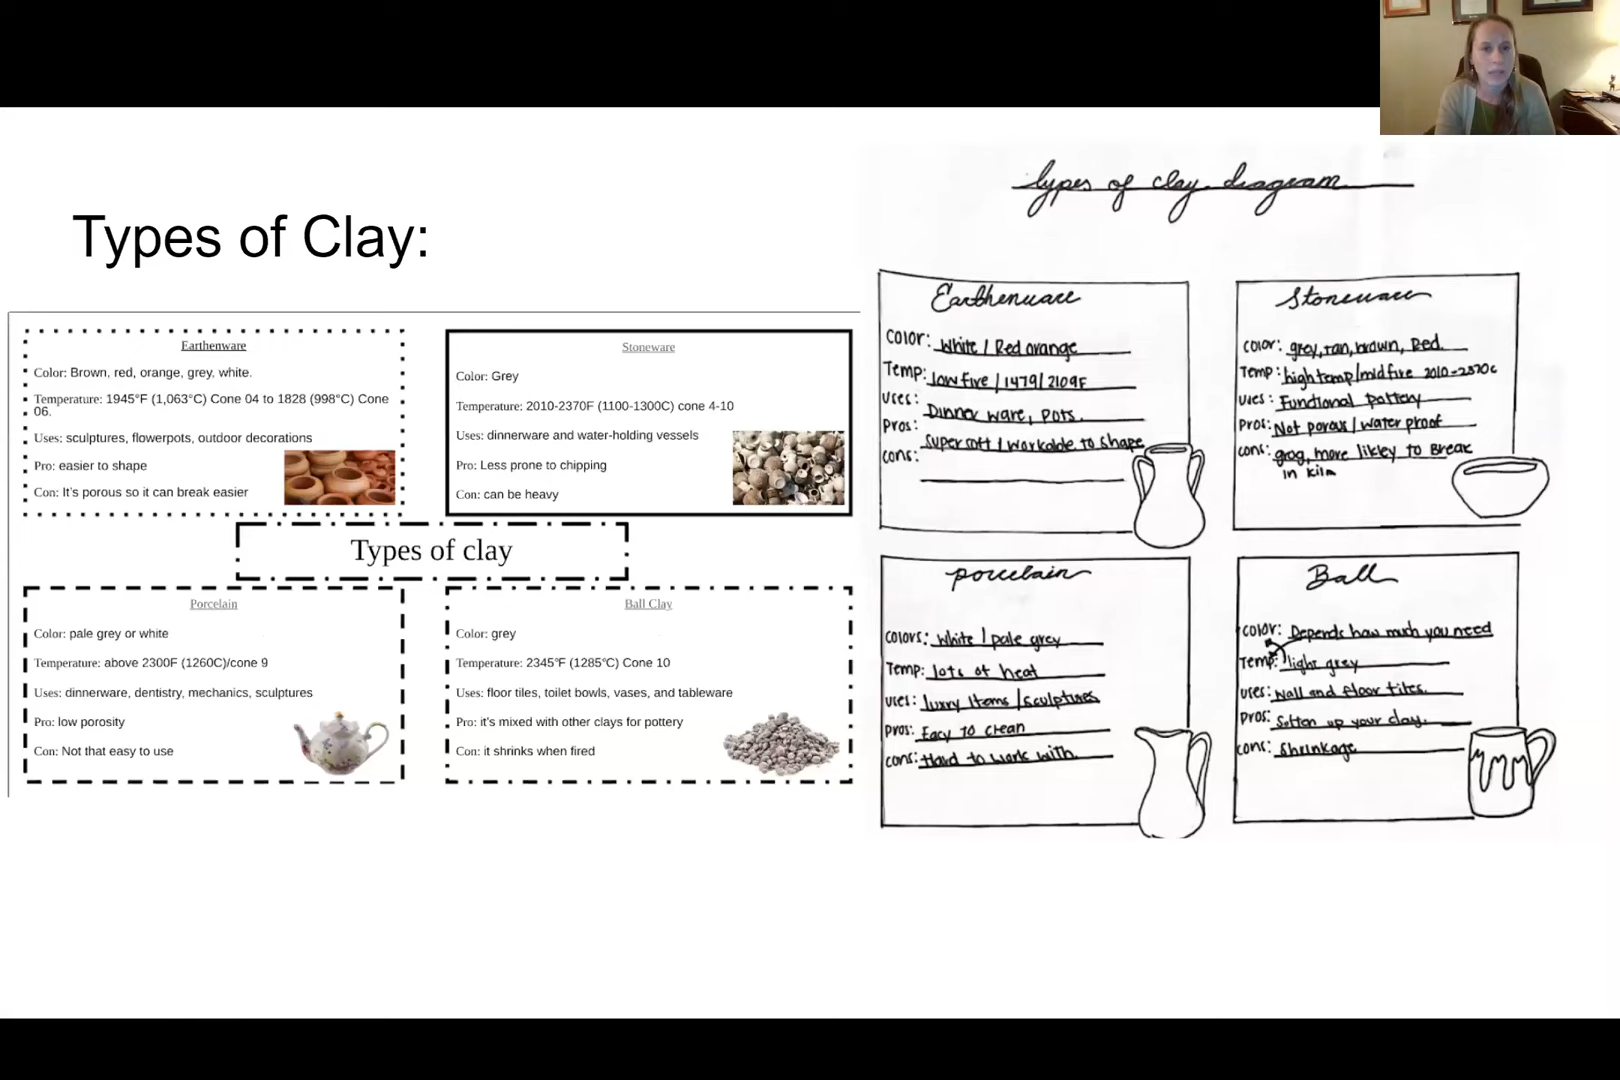 Types of Clay:
Earthenware
Color: Brown, red, orange, grey, white.
Temperature: 1945°F (1,063°C) Cone 04 to 1828 (998°C) Cone
06.
Uses: sculptures, flowerpots, outdoor decorations
Pro: easier to shape
Con: It's porous so it can break easier
Stoneware
Color: Grey
Temperature: 2010-2370F (1100-1300C) cone 4-10
Uses: dinnerware and water-holding vessels
Pro: Less prone to chipping
Con: can be heavy
Types of clay
Porcelain
Color: pale grey or white
Temperature: above 2300F (1260C)/cone 9
Uses: dinnerware, dentistry, mechanics, sculptures
Pro: low porosity
Con: Not that easy to use
Ball Clay
Color: grey
Temperature: 2345°F (1285°C) Cone 10
Uses: floor tiles, toilet bowls, vases, and tableware
Pro: it's mixed with other clays for pottery
Con: it shrinks when fired
types of clay diagram
Earthenware
Color: White / Red orange
Temp: low fire / 1479 / 2109F
Uses: Dinner ware, pots.
Pros: Super soft / workable to shape
Cons:
Stoneware
color: grey, tan, brown, Red.
Temp: high temp/mid fire 2010-2370c
Uses: Functional pottery
Pros: Not porous / water proof
cons: grog, more likley to Break
in kiln
porcelain
colors: White / pale grey
Temp: lots of heat
Uses: luxry Items / sculptures
Pros: Easy to clean
cons: Hard to work with
Ball
color: Depends how much you need
Temp: light grey
Uses: Wall and floor tiles.
Pros: Soften up your clay.
cons: Shrinkage